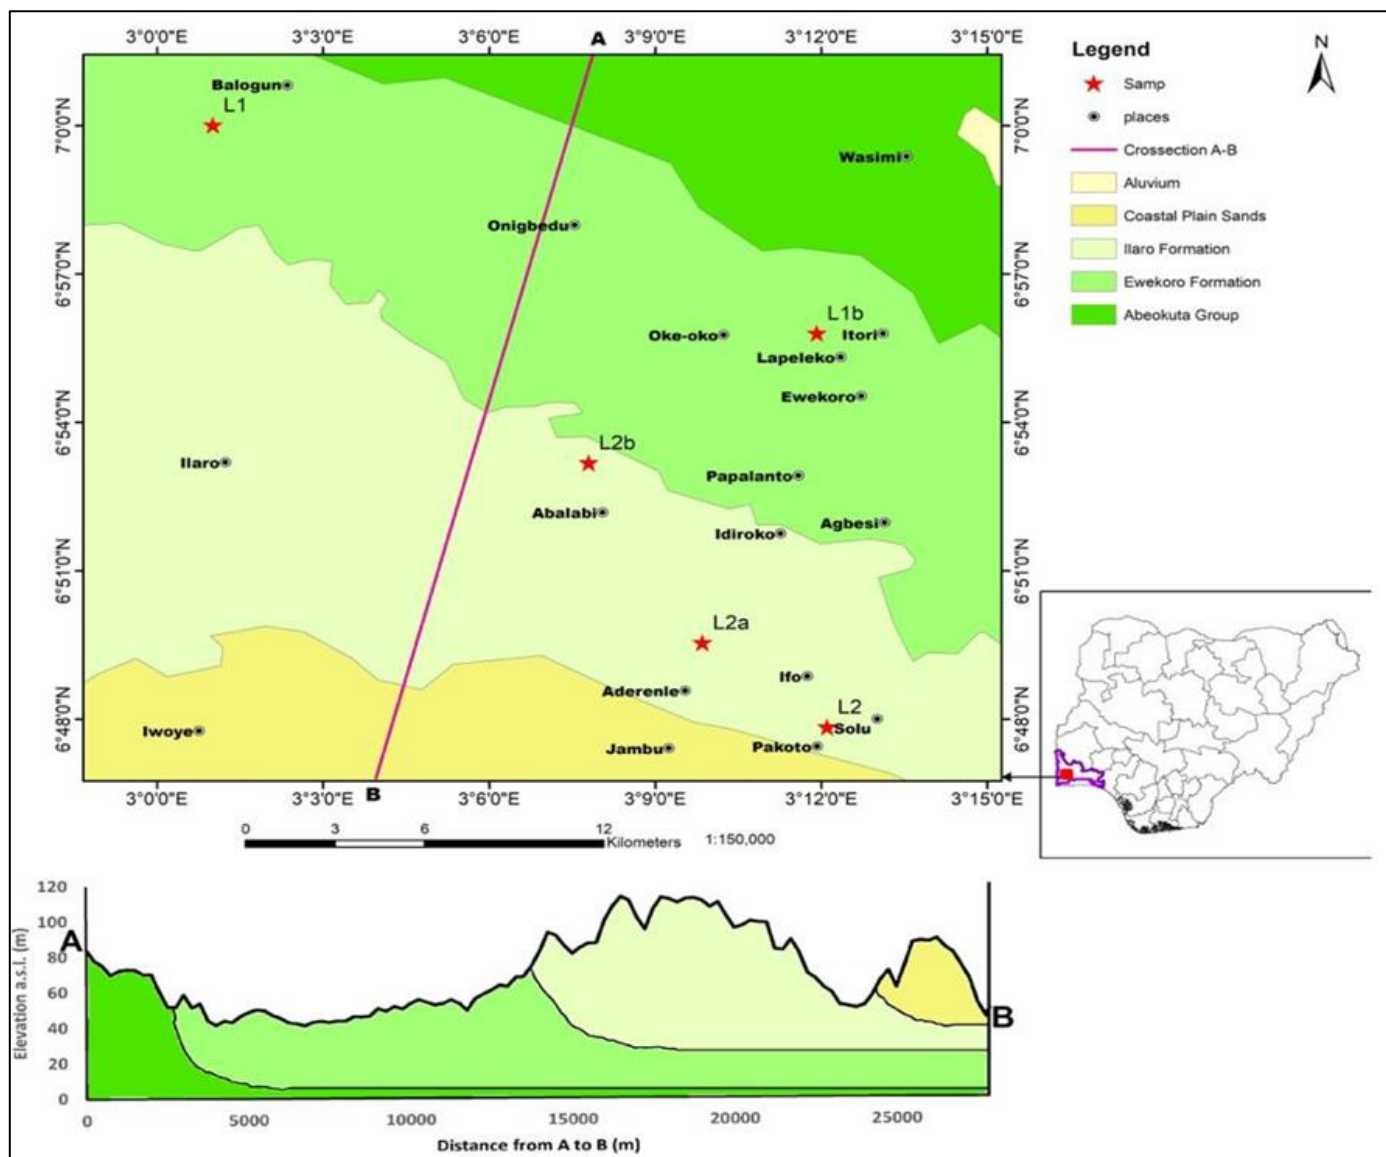 3°0'0"E 3°3'0"E 3°6'0"E A 3°9'0"E 3°12'0"E 3°15'0"E
Legend
N
Samp
places
Crossection A-B
Aluvium
Coastal Plain Sands
Ilaro Formation
Ewekoro Formation
Abeokuta Group
Balogun
L1
7°0'0"N 7°0'0"N
Wasimi
Onigbedu
6°57'0"N 6°57'0"N
L1b
Oke-oko Itori
Lapeleko
Ewekoro
6°54'0"N 6°54'0"N
L2b
Ilaro Papalanto
Abalabi Agbesi
Idiroko
6°51'0"N 6°51'0"N
L2a
Ifo
Aderenle
L2
6°48'0"N 6°48'0"N
Iwoye Solu
Jambu Pakoto
3°0'0"E 3°3'0"E B 3°6'0"E 3°9'0"E 3°12'0"E 3°15'0"E
0 3 6 12
Kilometers 1:150,000
120
100
A
80
60
40
20
0
B
Elevation a.s.l. (m)
0 5000 10000 15000 20000 25000
Distance from A to B (m)